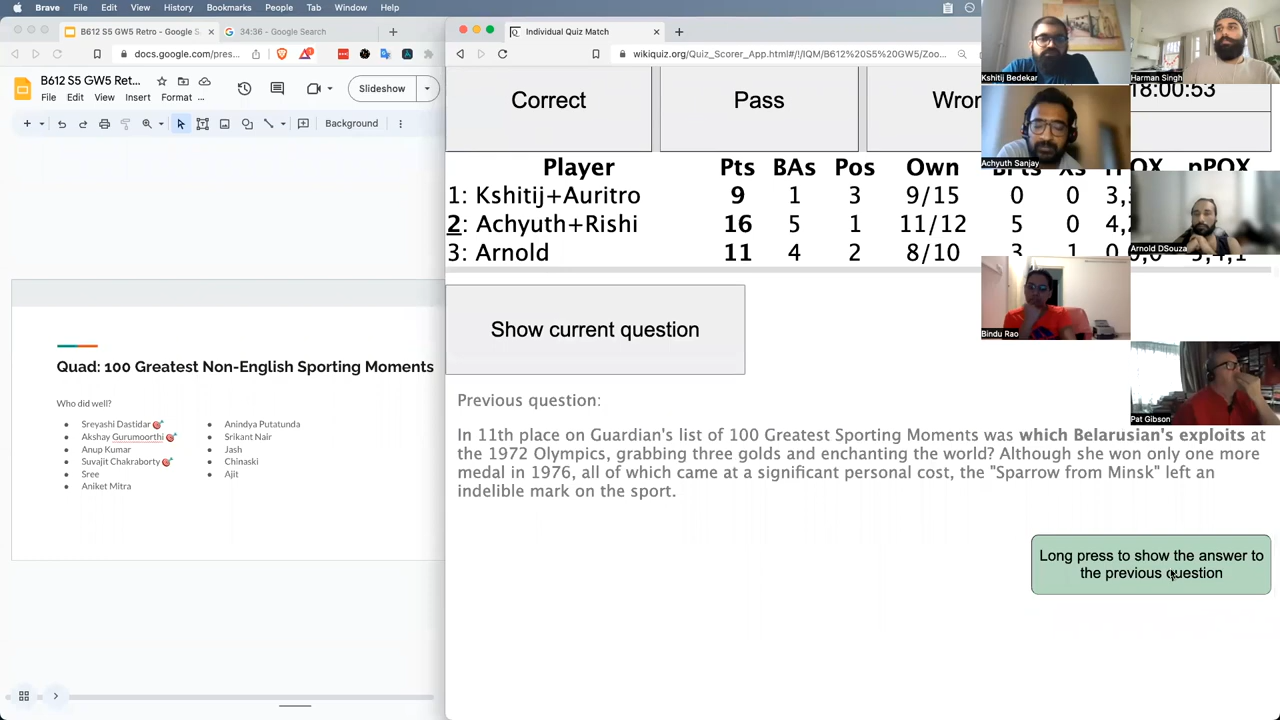 Brave
File
Edit
View
History
Bookmarks
People
Tab
Window
Help
B612 S5 GW5 Retro - Google S
34:36 - Google Search
docs.google.com/pres...
B612 S5 GW5 Retr...
File Edit View Insert Format ...
Slideshow
Background
Quad: 100 Greatest Non-English Sporting Moments
Who did well?
Sreyashi Dastidar
Akshay Gurumoorthi
Anup Kumar
Suvajit Chakraborty
Sree
Aniket Mitra
Anindya Putatunda
Srikant Nair
Jash
Chinaski
Ajit
Individual Quiz Match
wikiquiz.org/Quiz_Scorer_App.html#/!/IQM/B612%20S5%20GW5/Zoo...
Correct
Pass
Wron
18:00:53
Player Pts BAs Pos Own BPts Xs
1: Kshitij+Auritro 9 1 3 9/15 0 0
2: Achyuth+Rishi 16 5 1 11/12 5 0
3: Arnold 11 4 2 8/10 3 1
Show current question
Previous question:
In 11th place on Guardian's list of 100 Greatest Sporting Moments was which Belarusian's exploits at
the 1972 Olympics, grabbing three golds and enchanting the world? Although she won only one more
medal in 1976, all of which came at a significant personal cost, the "Sparrow from Minsk" left an
indelible mark on the sport.
Long press to show the answer to
the previous question
Kshitij Bedekar
Harman Singh
Achyuth Sanjay
Arnold DSouza
Bindu Rao
Pat Gibson